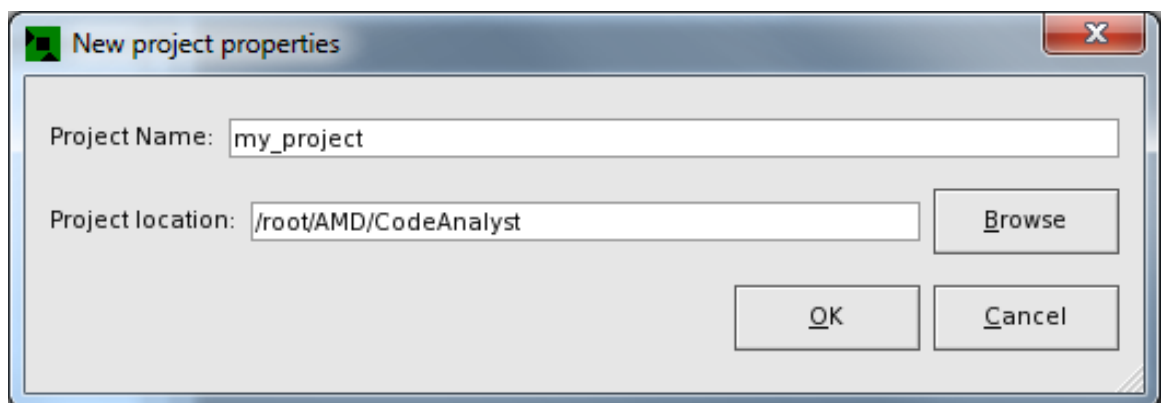 New project properties
Project Name: my_project
Project location: /root/AMD/CodeAnalyst Browse
OK Cancel